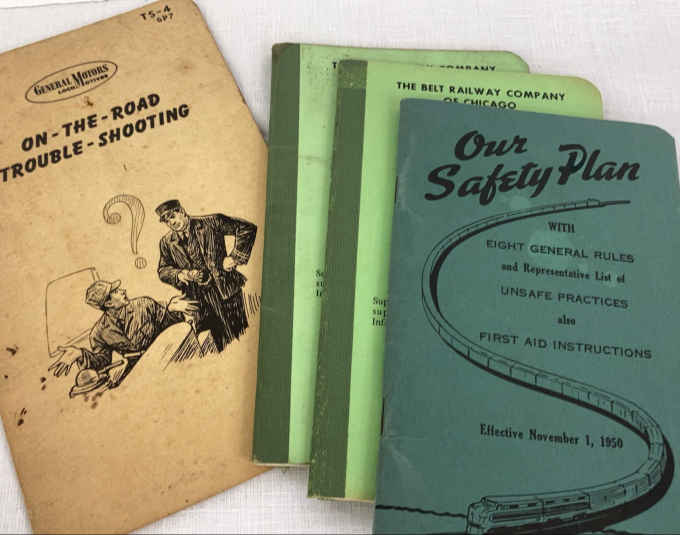 TS-4
GP7
GENERAL MOTORS
LOCOMOTIVES
ON-THE-ROAD
TROUBLE-SHOOTING
?
COMPANY
THE BELT RAILWAY COMPANY
OF CHICAGO
Our
Safety Plan
WITH
EIGHT GENERAL RULES
and Representative List of
UNSAFE PRACTICES
also
FIRST AID INSTRUCTIONS
Effective November 1, 1950